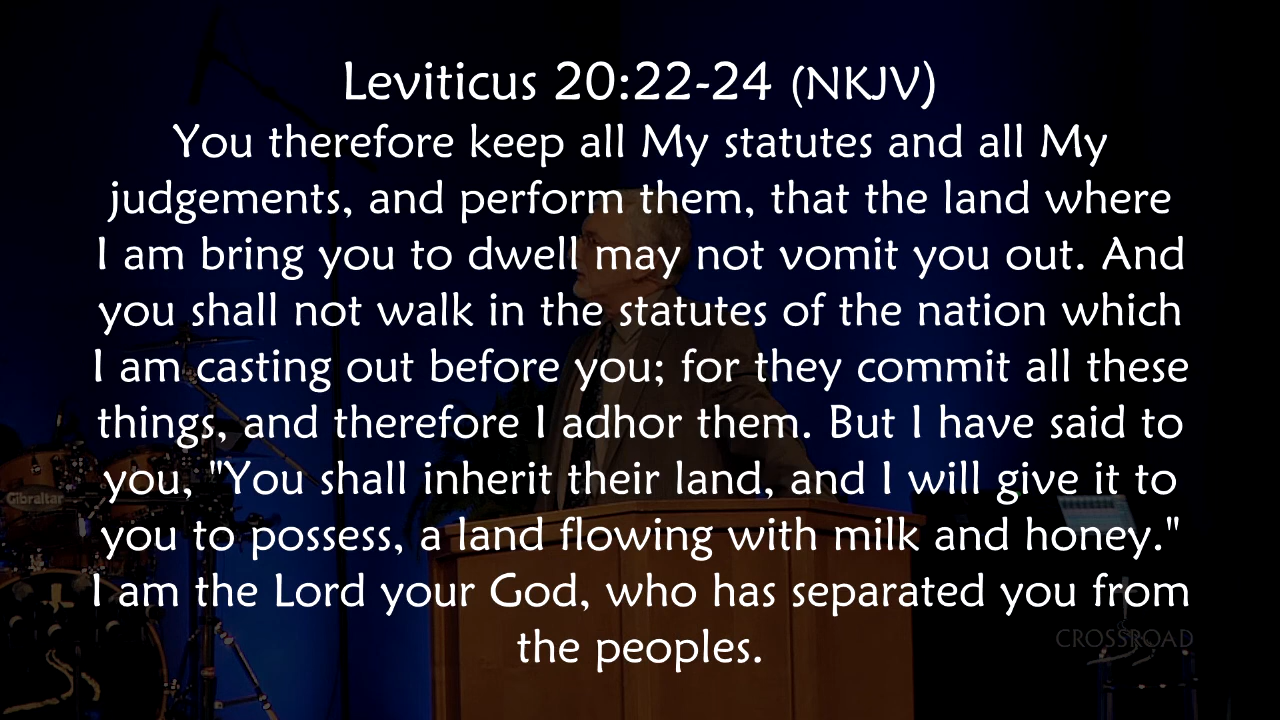 Leviticus 20:22-24 (NKJV)
You therefore keep all My statutes and all My
judgements, and perform them, that the land where
I am bring you to dwell may not vomit you out. And
you shall not walk in the statutes of the nation which
I am casting out before you; for they commit all these
things, and therefore I adhor them. But I have said to
you, "You shall inherit their land, and I will give it to
you to possess, a land flowing with milk and honey."
I am the Lord your God, who has separated you from
the peoples.
Gibraltar
CROSSROAD